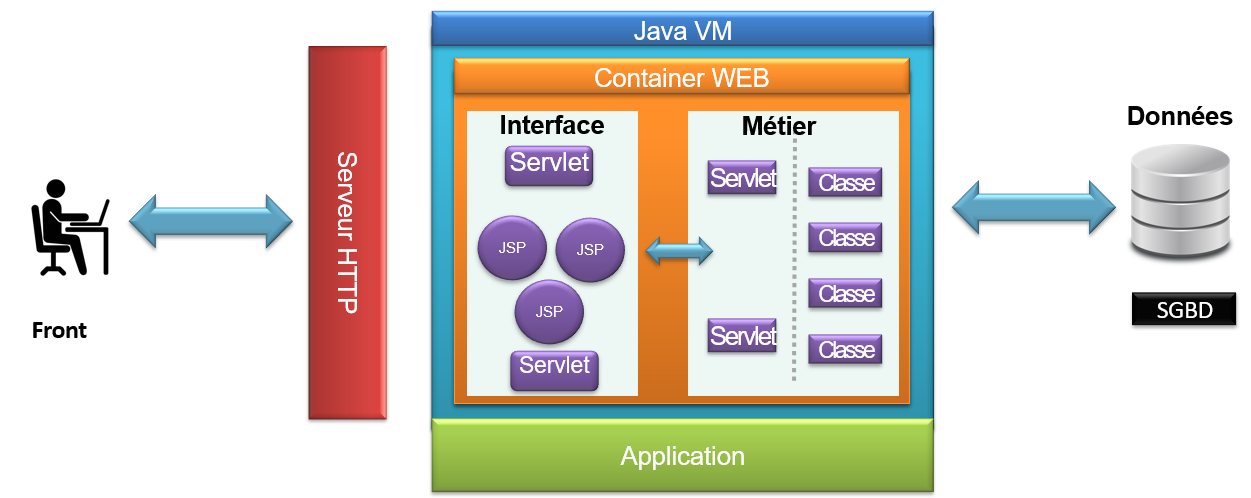 Java VM
Container WEB
Interface
Servlet
JSP
JSP
JSP
Servlet
Métier
Servlet
Servlet
Classe
Classe
Classe
Classe
Application
Serveur HTTP
Front
Données
SGBD